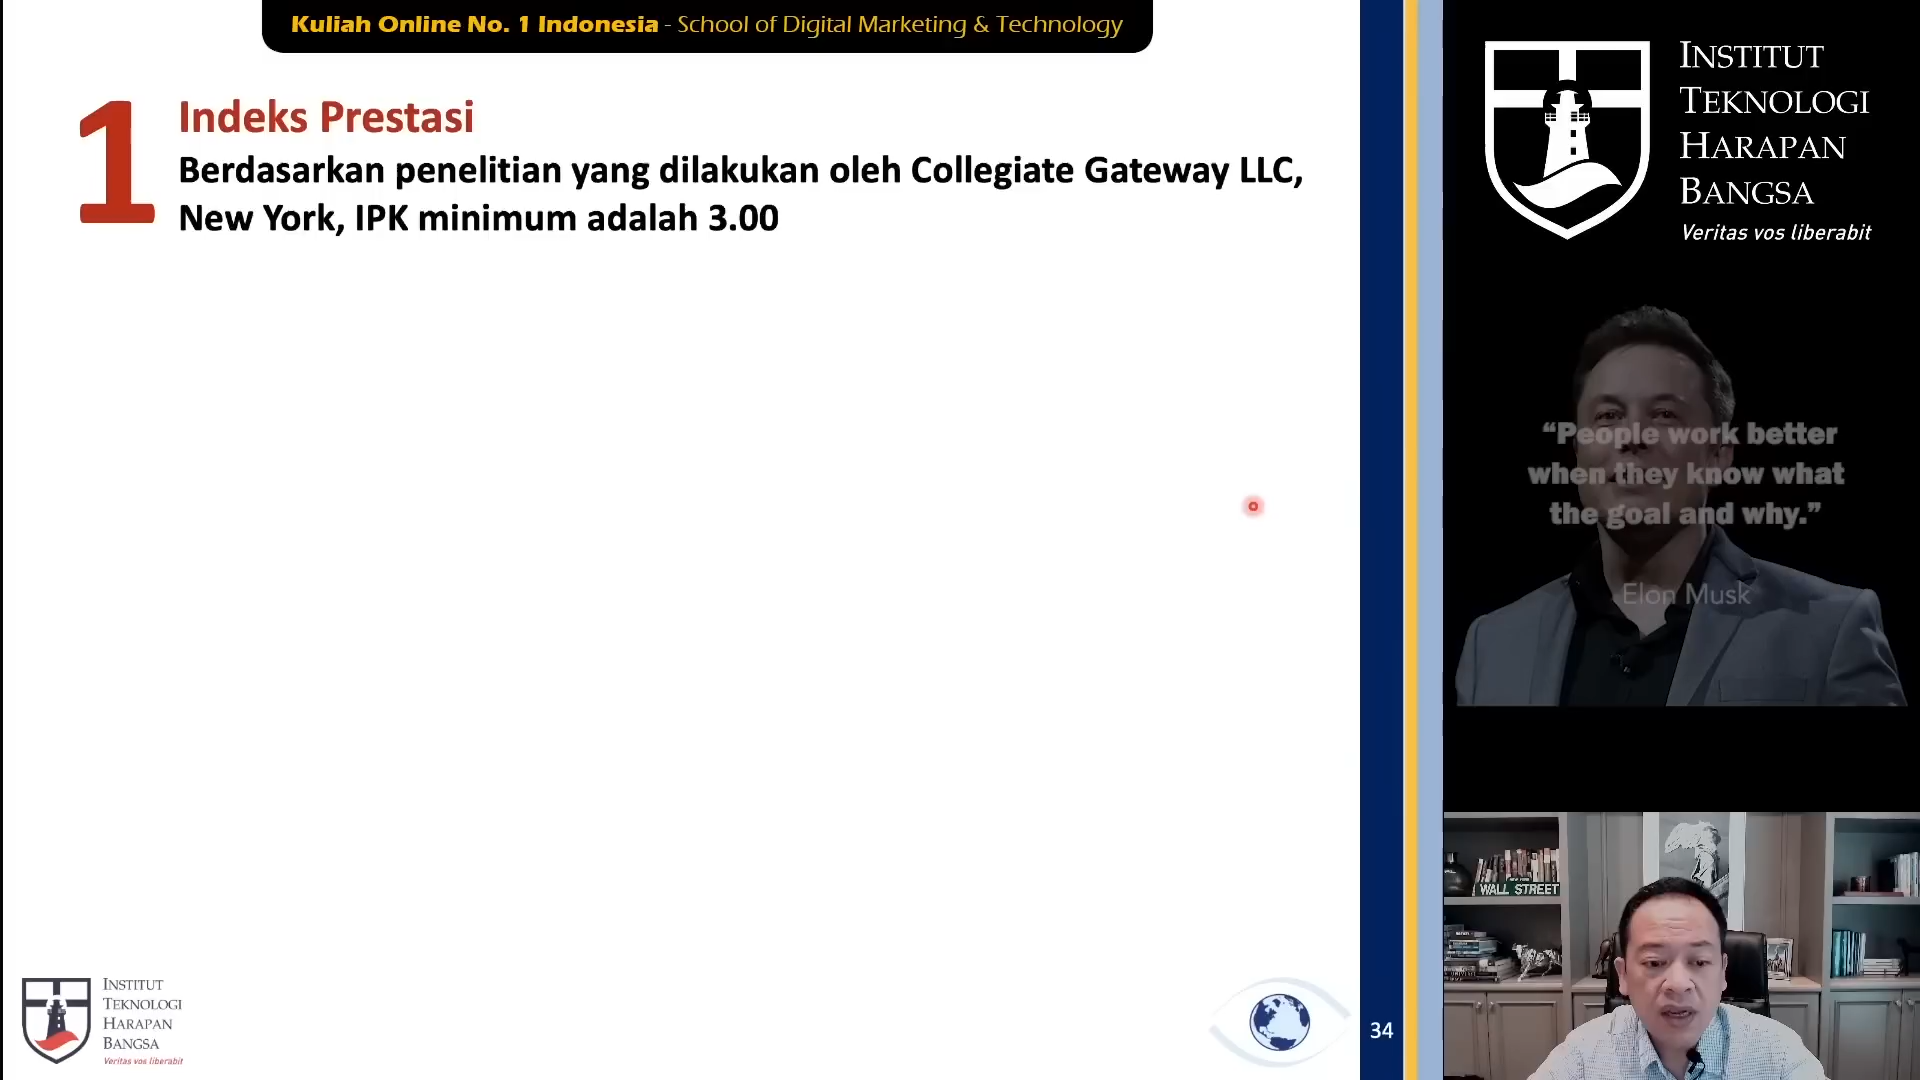 Kuliah Online No. 1 Indonesia - School of Digital Marketing & Technology
1
Indeks Prestasi
Berdasarkan penelitian yang dilakukan oleh Collegiate Gateway LLC,
New York, IPK minimum adalah 3.00
INSTITUT
TEKNOLOGI
HARAPAN
BANGSA
Veritas vos liberabit
“People work better
when they know what
the goal and why.”
Elon Musk
WALL STREET
INSTITUT
TEKNOLOGI
HARAPAN
BANGSA
Veritas vos liberabit
34